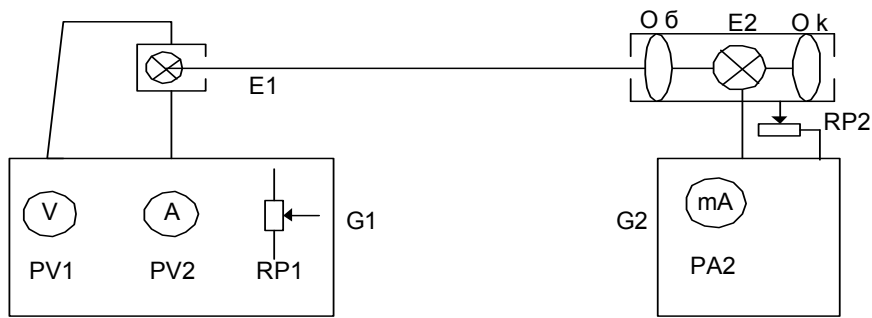 О б E2 O k
E1
RP2
V A G1 G2 mA
PV1 PV2 RP1 PA2